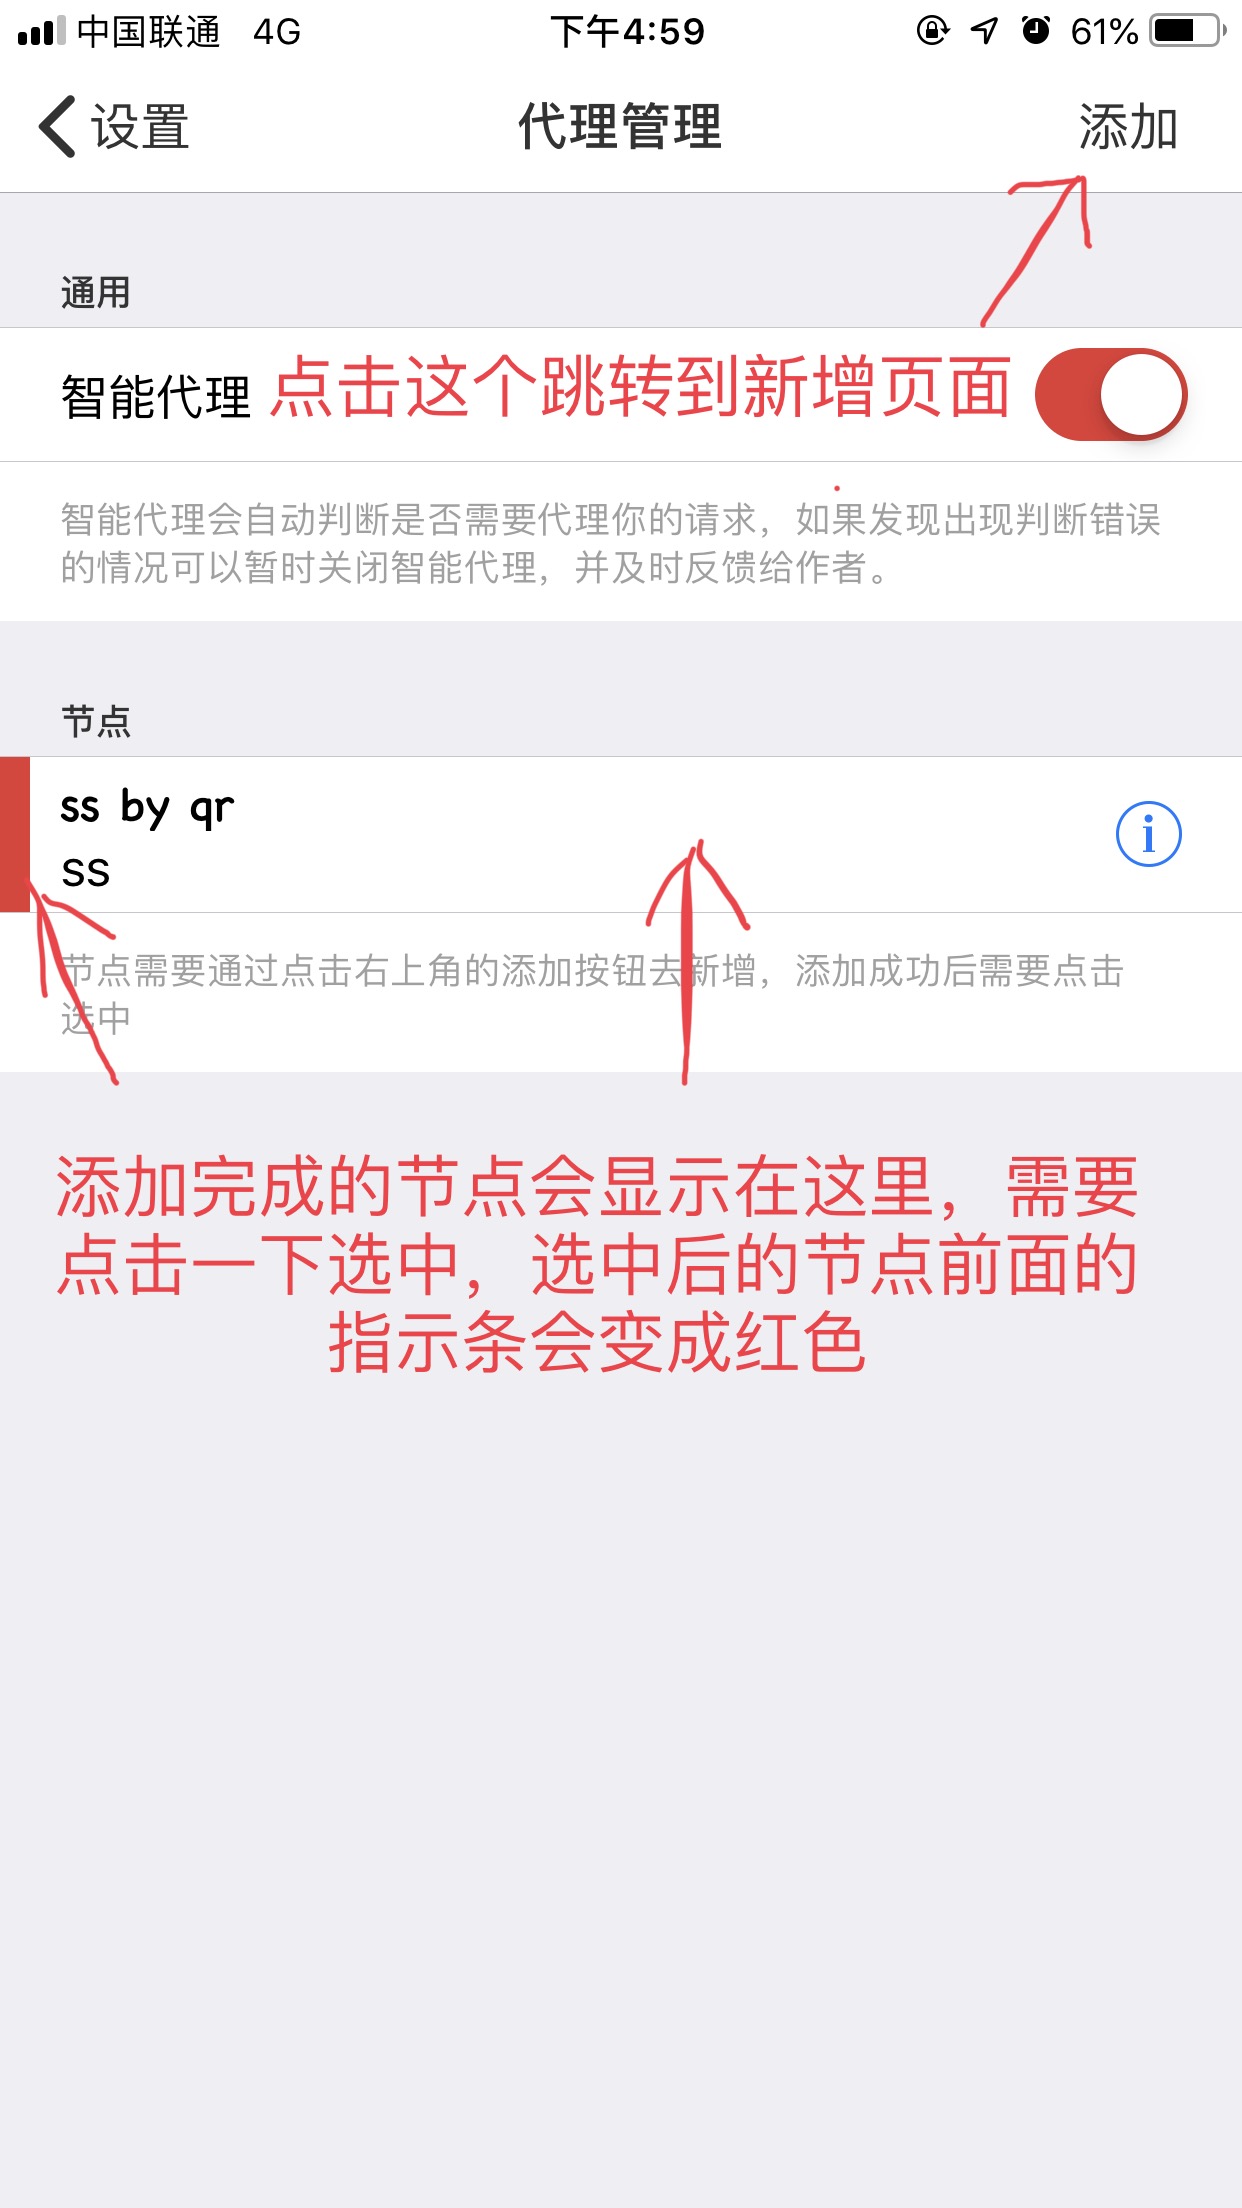 中国联通 4G 下午4:59 61%
设置 代理管理 添加
通用
智能代理 点击这个跳转到新增页面
智能代理会自动判断是否需要代理你的请求，如果发现出现判断错误
的情况可以暂时关闭智能代理，并及时反馈给作者。
节点
ss by qr
ss
节点需要通过点击右上角的添加按钮去新增，添加成功后需要点击
选中
添加完成的节点会显示在这里，需要
点击一下选中，选中后的节点前面的
指示条会变成红色